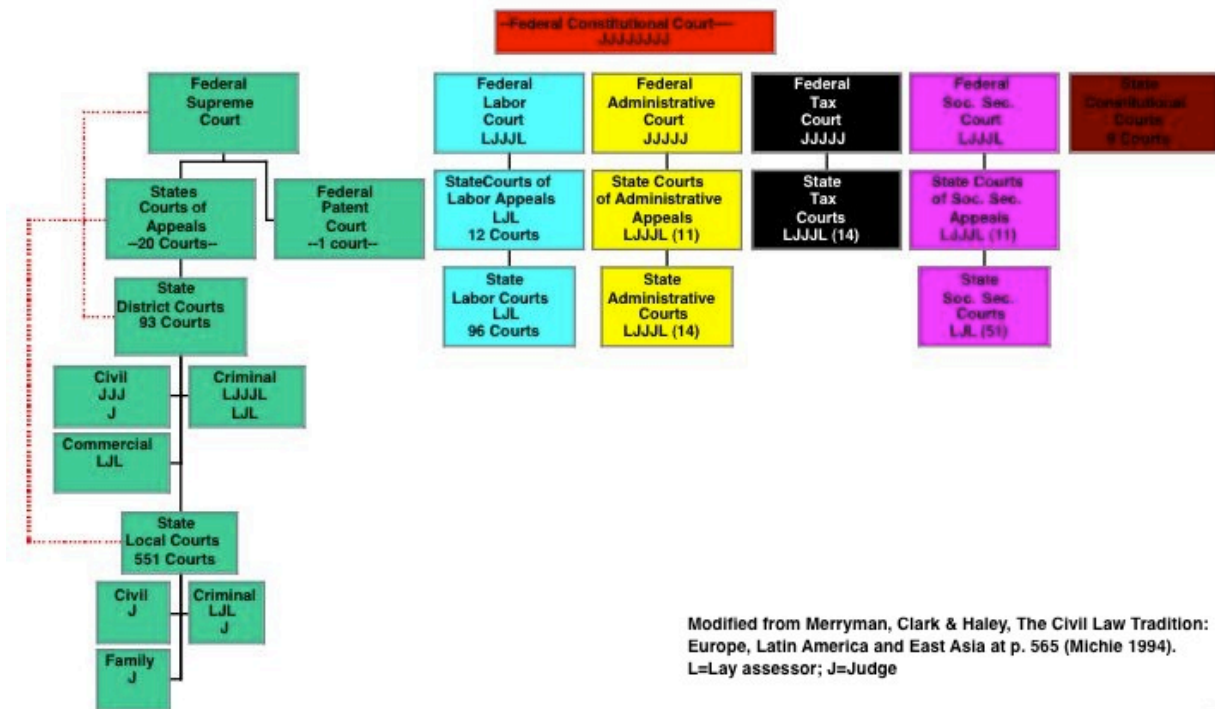 --Federal Constitutional Court----
JJJJJJJJ
Federal
Supreme
Court
States
Courts of
Appeals
--20 Courts--
Federal
Patent
Court
--1 court--
State
District Courts
93 Courts
Civil
JJJ
J
Criminal
LJJJL
LJL
Commercial
LJL
State
Local Courts
551 Courts
Civil
J
Criminal
LJL
J
Family
J
Federal
Labor
Court
LJJJL
StateCourts of
Labor Appeals
LJL
12 Courts
State
Labor Courts
LJL
96 Courts
Federal
Administrative
Court
JJJJJ
State Courts
of Administrative
Appeals
LJJJL (11)
State
Administrative
Courts
LJJJL (14)
Federal
Tax
Court
JJJJJ
State
Tax
Courts
LJJJL (14)
Federal
Soc. Sec.
Court
LJJJL
State Courts
of Soc. Sec.
Appeals
LJJJL (11)
State
Soc. Sec.
Courts
LJL (51)
State
Constitutional
Courts
9 Courts
Modified from Merryman, Clark & Haley, The Civil Law Tradition:
Europe, Latin America and East Asia at p. 565 (Michie 1994).
L=Lay assessor; J=Judge